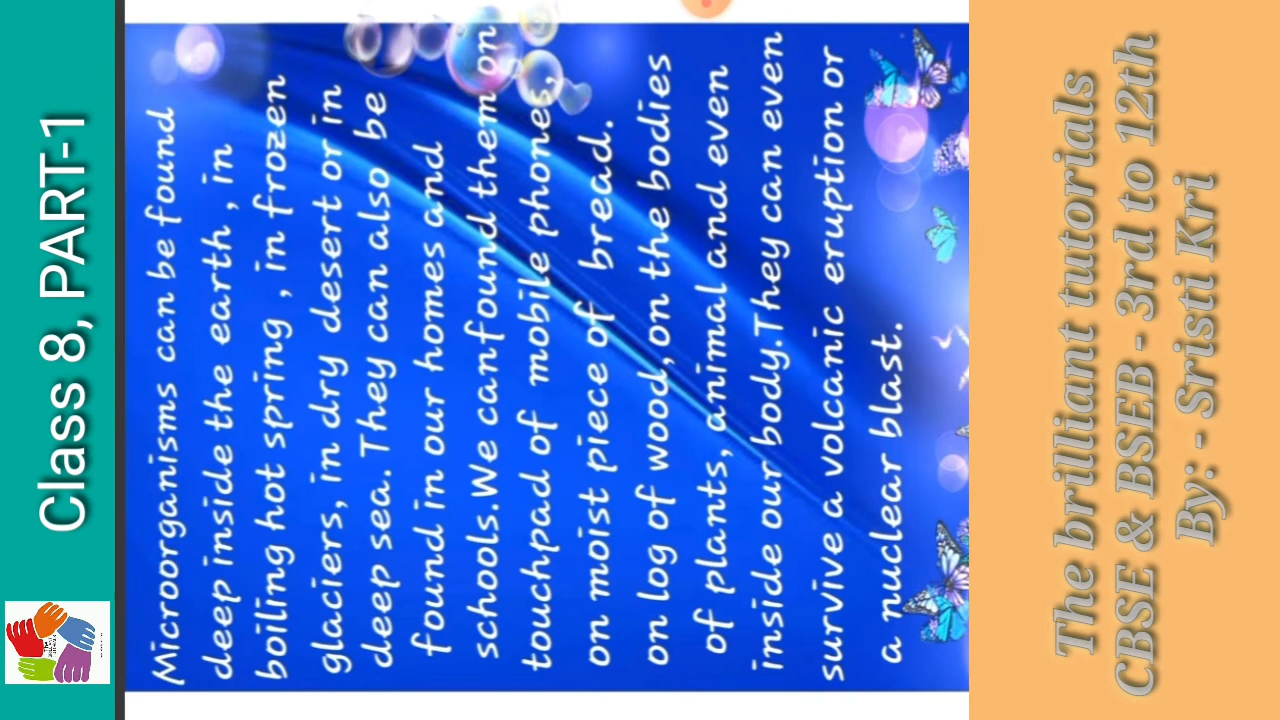 Class 8, PART-1
Microorganisms can be found
deep inside the earth , in
boiling hot spring , in frozen
glaciers, in dry desert or in
deep sea.They can also be
found in our homes and
schools.We can found them on
touchpad of mobile phones,
on moist piece of bread.
on log of wood, on the bodies
of plants, animal and even
inside our body.They can even
survive a volcanic eruption or
a nuclear blast.
The brilliant tutorials
CBSE & BSEB - 3rd to 12th
By: - Sristi Kri